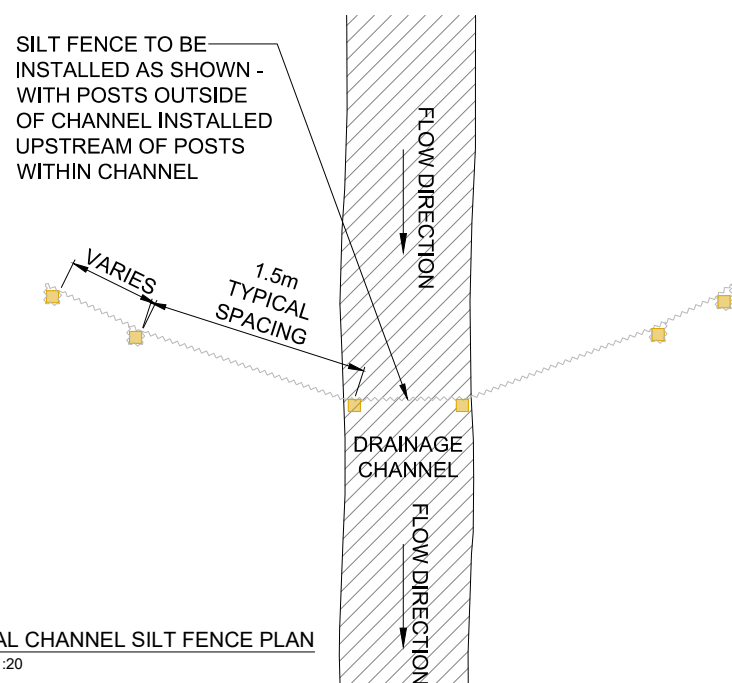 SILT FENCE TO BE
INSTALLED AS SHOWN -
WITH POSTS OUTSIDE
OF CHANNEL INSTALLED
UPSTREAM OF POSTS
WITHIN CHANNEL
FLOW DIRECTION
VARIES
1.5m
TYPICAL
SPACING
DRAINAGE
CHANNEL
FLOW DIRECTION
AL CHANNEL SILT FENCE PLAN
:20